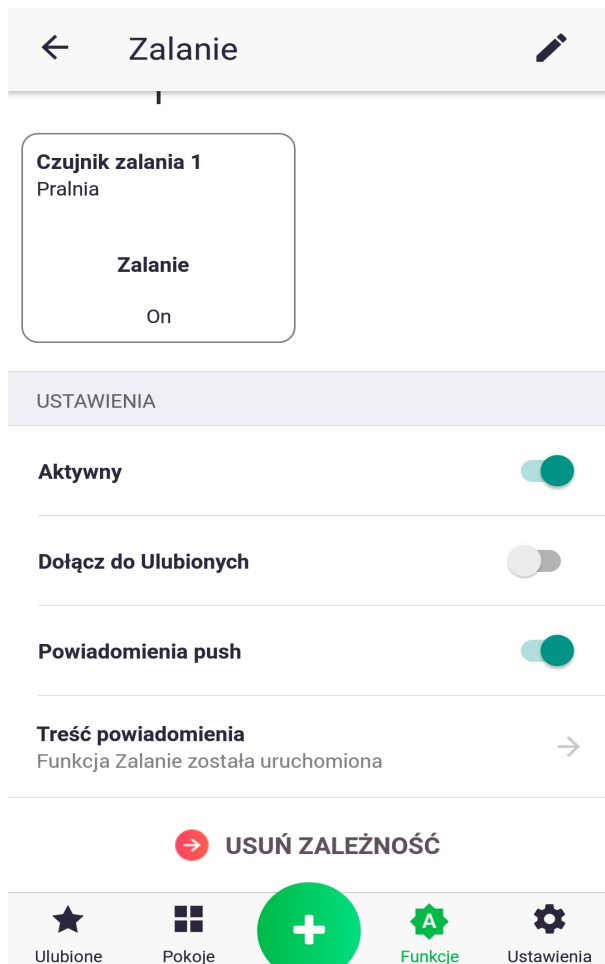 Zalanie
Czujnik zalania 1
Pralnia
Zalanie
On
USTAWIENIA
Aktywny
Dołącz do Ulubionych
Powiadomienia push
Treść powiadomienia
Funkcja Zalanie została uruchomiona
USUŃ ZALEŻNOŚĆ
A
Ulubione
Pokoje
Funkcje
Ustawienia